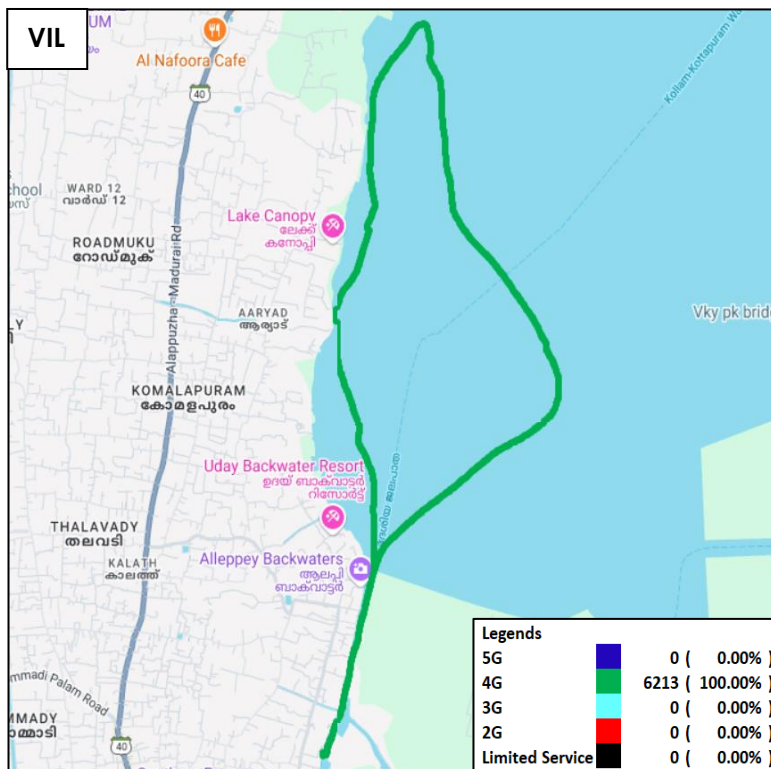 VIL
UM
Al Nafoora Cafe
40
Kollam-Kottapuram Wa
chool
WARD 12
വാർഡ് 12
Lake Canopy
ലേക്ക്
കനോപ്പി
ROADMUKU
റോഡ്മുക്
Alappuzha - Madurai Rd
AARYAD
ആര്യാട്
Vky pk bridg
LY
KOMALAPURAM
കോമളപുരം
Uday Backwater Resort
ഉദയ് ബാക്‌വാട്ടർ
റിസോർട്ട്
ദേശീയ ജലപാത
THALAVADY
തലവടി
KALATH
കാലത്ത്
Alleppey Backwaters
ആലപ്പി
ബാക്‌വാട്ടർ
mmadi Palam Road
MMADY
ാമ്മാടി
40
Legends
5G 0 ( 0.00% )
4G 6213 ( 100.00% )
3G 0 ( 0.00% )
2G 0 ( 0.00% )
Limited Service 0 ( 0.00% )